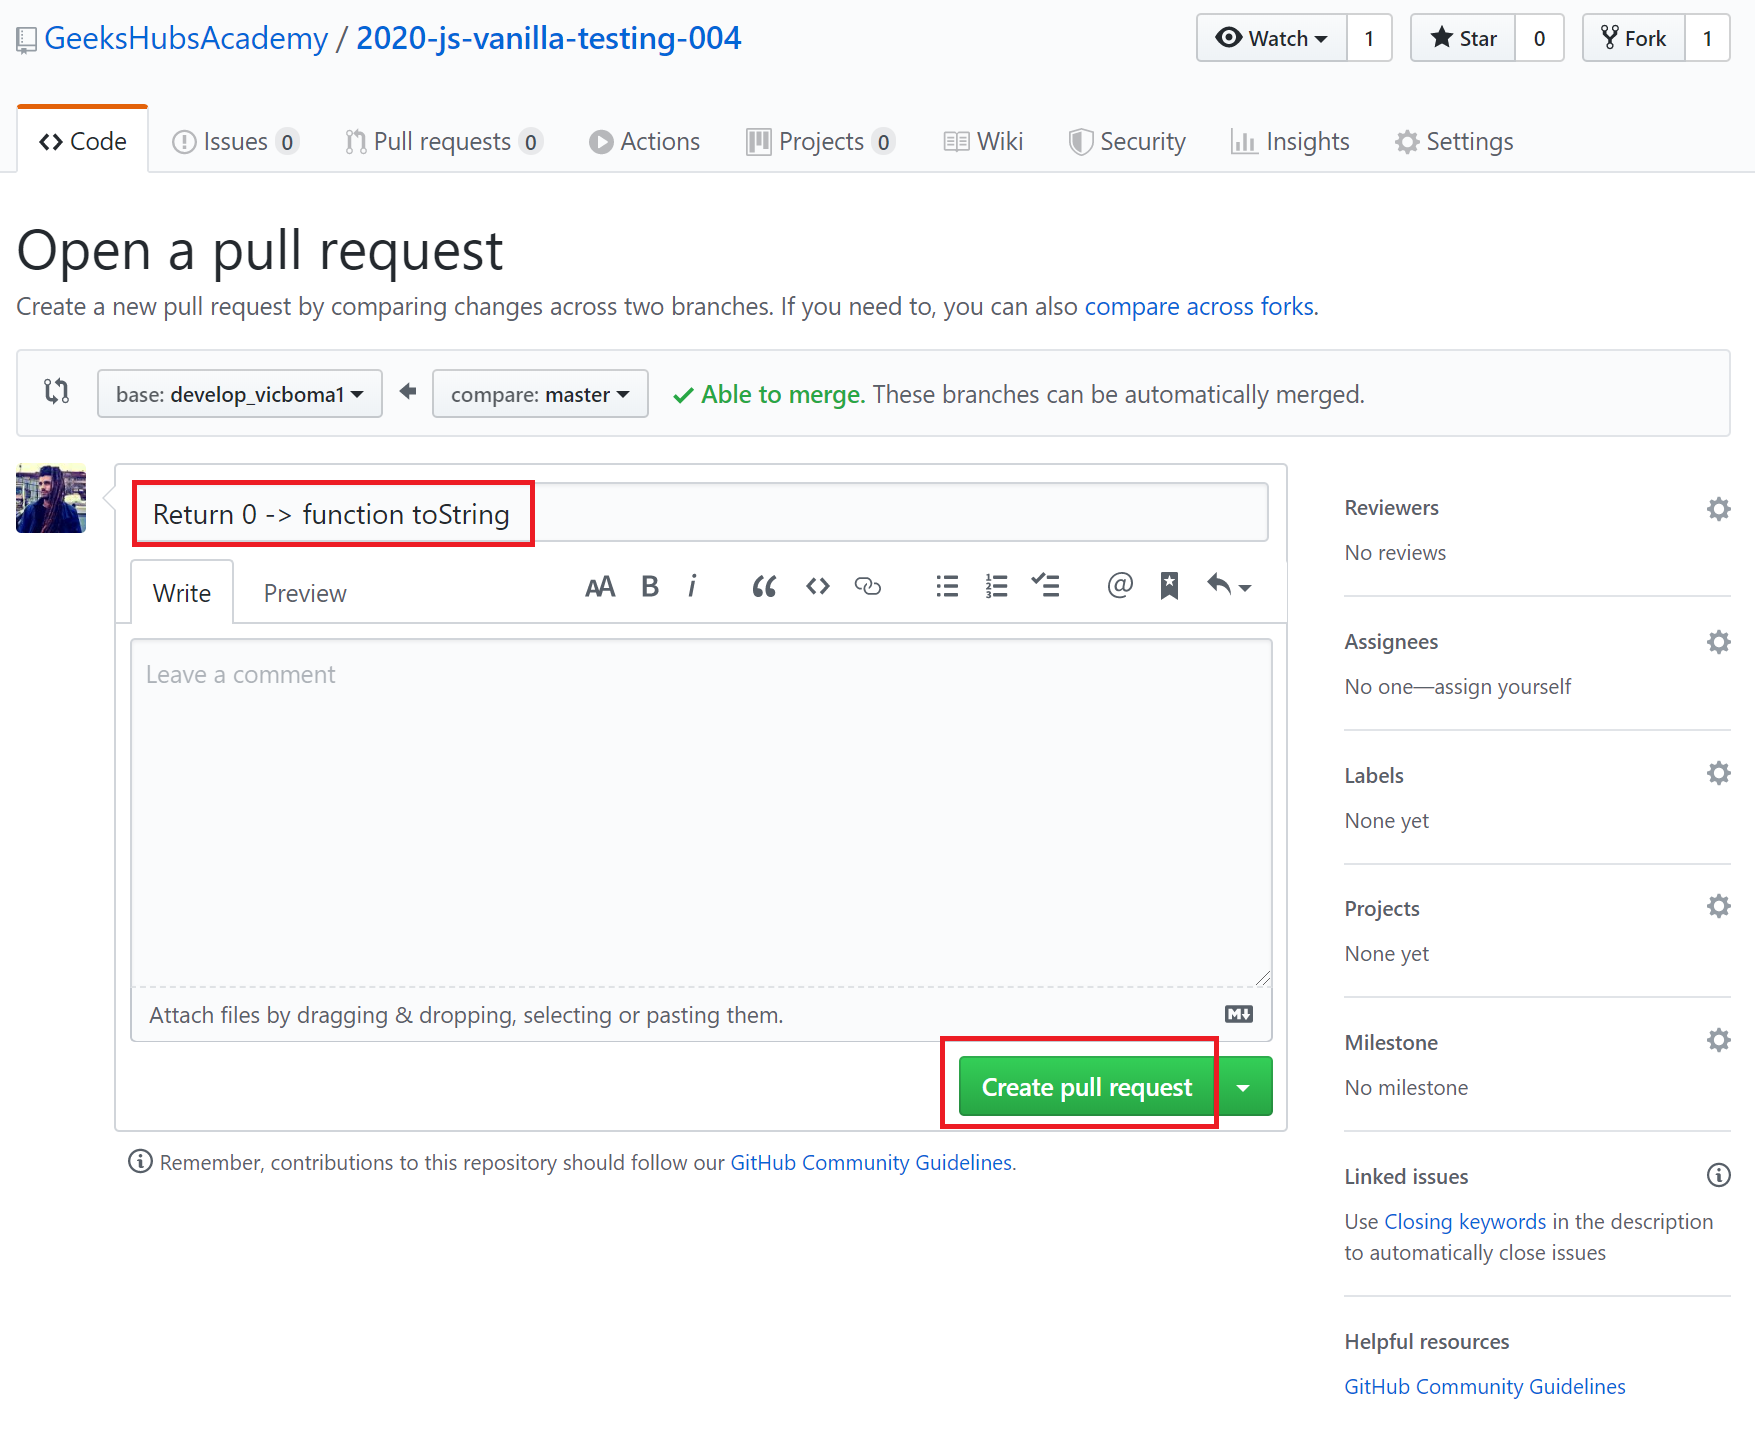 GeeksHubsAcademy / 2020-js-vanilla-testing-004
Watch 1 Star 0 Fork 1
Code Issues 0 Pull requests 0 Actions Projects 0 Wiki Security Insights Settings
Open a pull request
Create a new pull request by comparing changes across two branches. If you need to, you can also compare across forks.
base: develop_vicboma1 compare: master Able to merge. These branches can be automatically merged.
Return 0 -> function toString
Write Preview
Leave a comment
Attach files by dragging & dropping, selecting or pasting them.
Create pull request
Remember, contributions to this repository should follow our GitHub Community Guidelines.
Reviewers
No reviews
Assignees
No one—assign yourself
Labels
None yet
Projects
None yet
Milestone
No milestone
Linked issues
Use Closing keywords in the description
to automatically close issues
Helpful resources
GitHub Community Guidelines